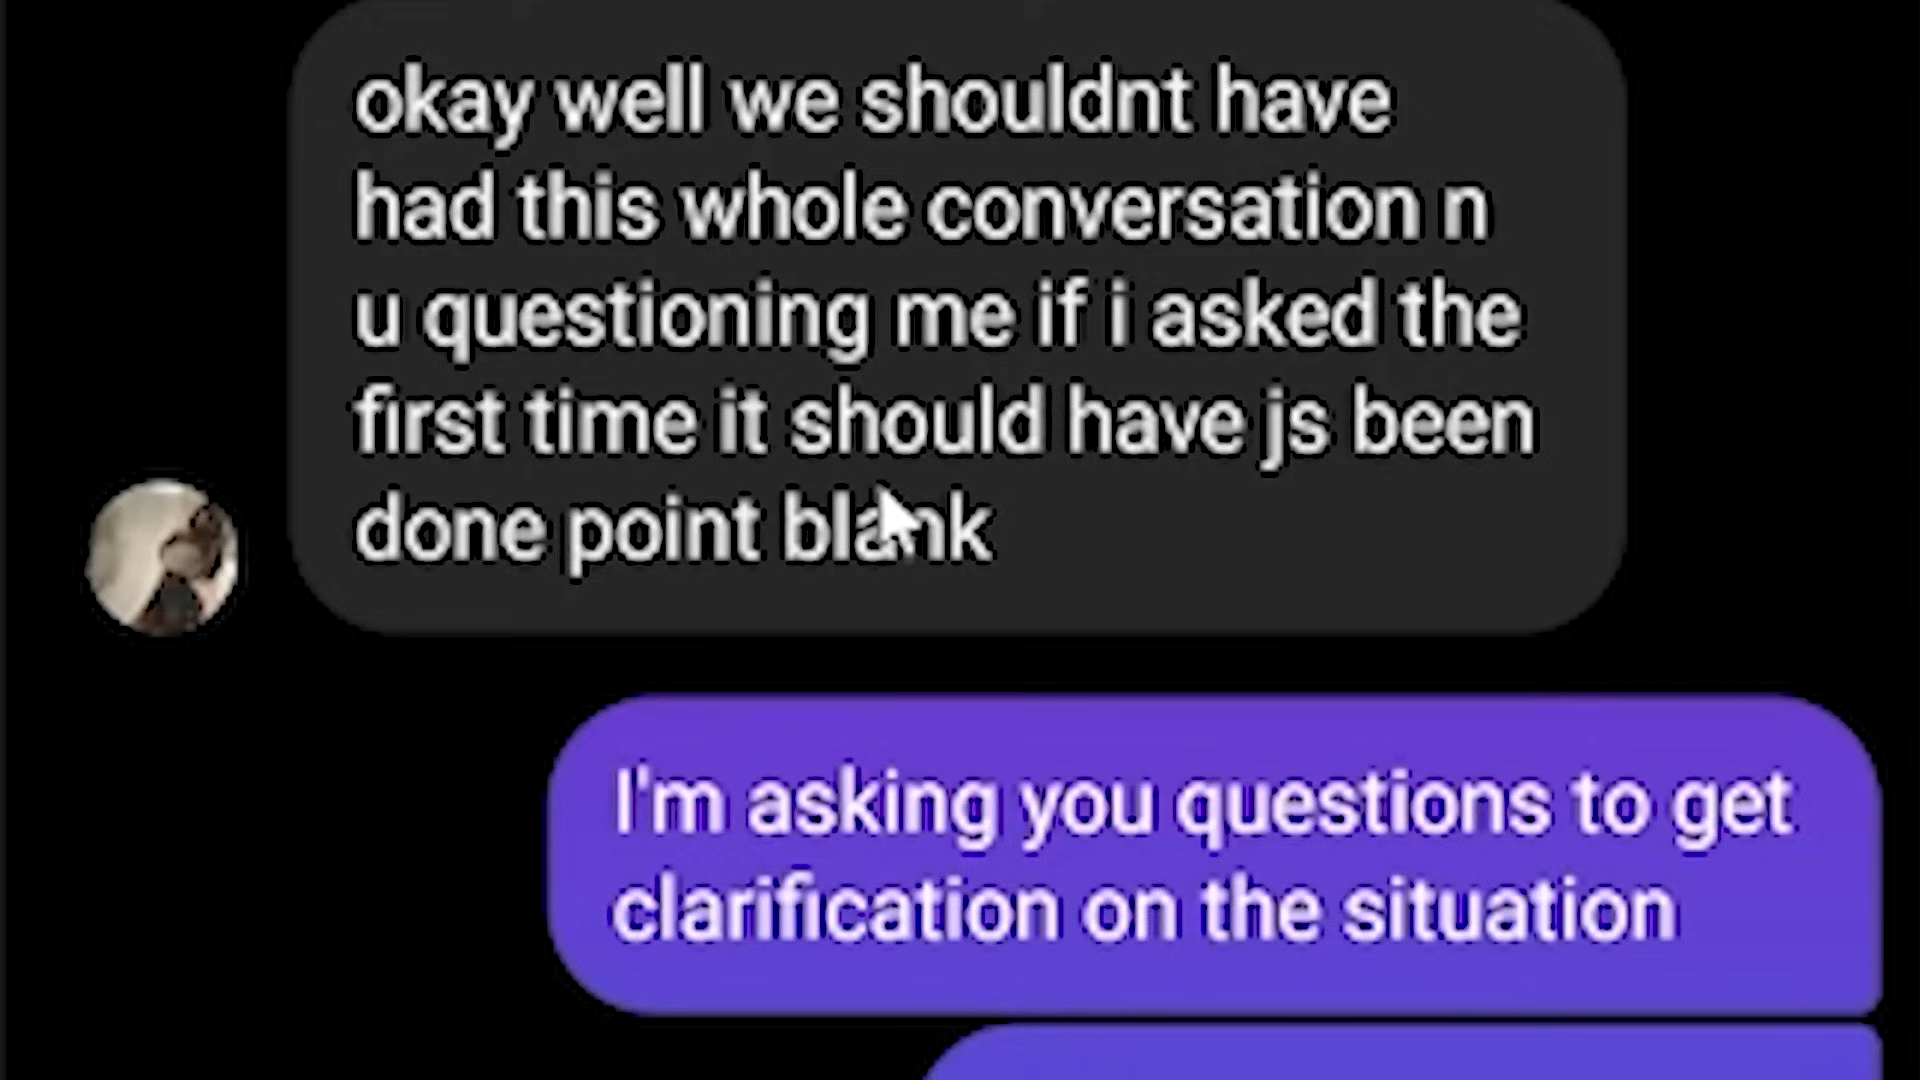 okay well we shouldnt have
had this whole conversation n
u questioning me if i asked the
first time it should have js been
done point blank
I'm asking you questions to get
clarification on the situation